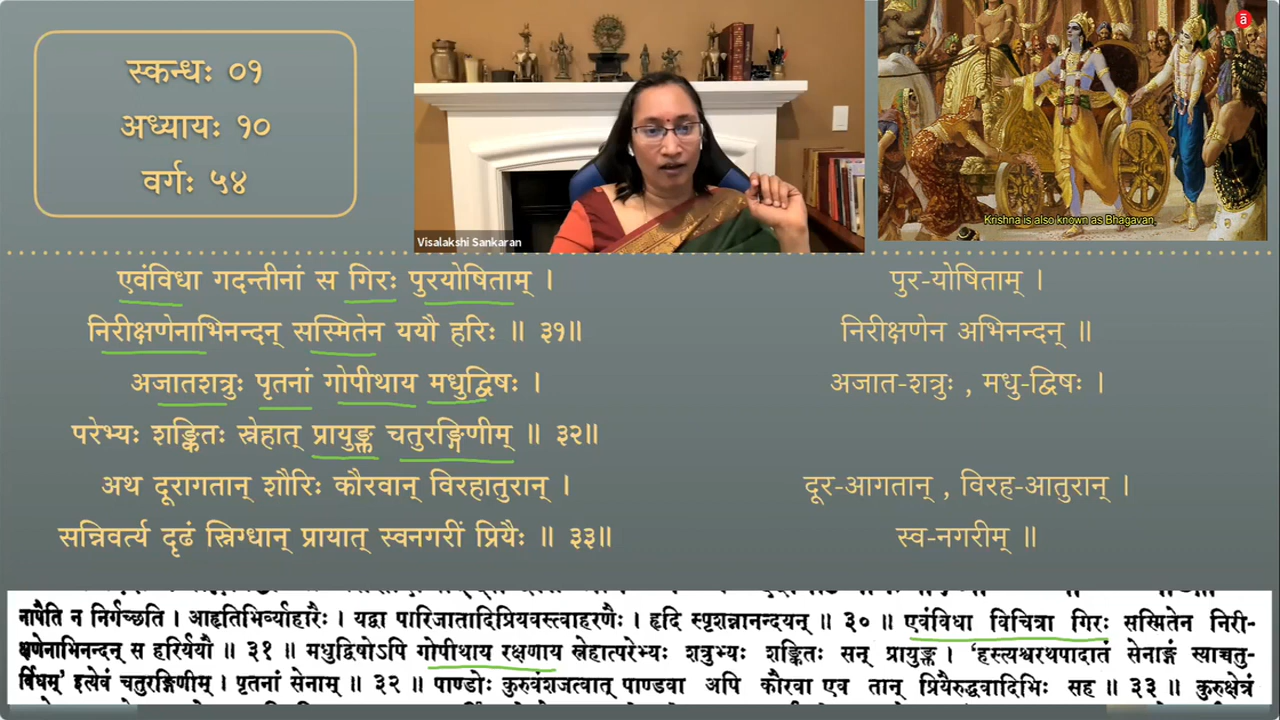 स्कन्धः ०१
अध्यायः १०
वर्गः ५४
Visalakshi Sankaran
ā
Krishna is also known as Bhagavan,
एवंविधा गदन्तीनां स गिरः पुरयोषिताम् ।
पुर-योषिताम् ।
निरीक्षणेनाभिनन्दन् सस्मितेन ययौ हरिः ॥ ३१॥
निरीक्षणेन अभिनन्दन् ॥
अजातशत्रुः पृतनां गोपीथाय मधुद्विषः ।
अजात-शत्रुः , मधु-द्विषः ।
परेभ्यः शङ्कितः स्नेहात् प्रायुङ्क्त चतुरङ्गिणीम् ॥ ३२॥
अथ दूरागतान् शौरिः कौरवान् विरहातुरान् ।
दूर-आगतान् , विरह-आतुरान् ।
सन्निवर्त्य दृढं स्निग्धान् प्रायात् स्वनगरीं प्रियैः ॥ ३३॥
स्व-नगरीम् ॥
नापैति न निर्गच्छति । आहृतिभिर्व्याहारैः । यद्वा पारिजातादिप्रियवस्त्वाहरणैः । हृदि स्पृशन्नानन्दयन् ॥ ३० ॥ एवंविधा विचित्रा गिरः सस्मितेन निरी-
क्षणेनाभिनन्दन् स हरिर्ययौ ॥ ३१ ॥ मधुद्विषोऽपि गोपीथाय रक्षणाय स्नेहात्परेभ्यः शत्रुभ्यः शङ्कितः सन् प्रायुङ्क्त । ‘हस्त्यश्वरथपादातं सेनाङ्गं स्याच्चतु-
र्विधम्’ इत्येवं चतुरङ्गिणीम् । पृतनां सेनाम् ॥ ३२ ॥ पाण्डोः कुरुवंशजत्वात् पाण्डवा अपि कौरवा एव तान् प्रियैरुद्धवादिभिः सह ॥ ३३ ॥ कुरुक्षेत्रं